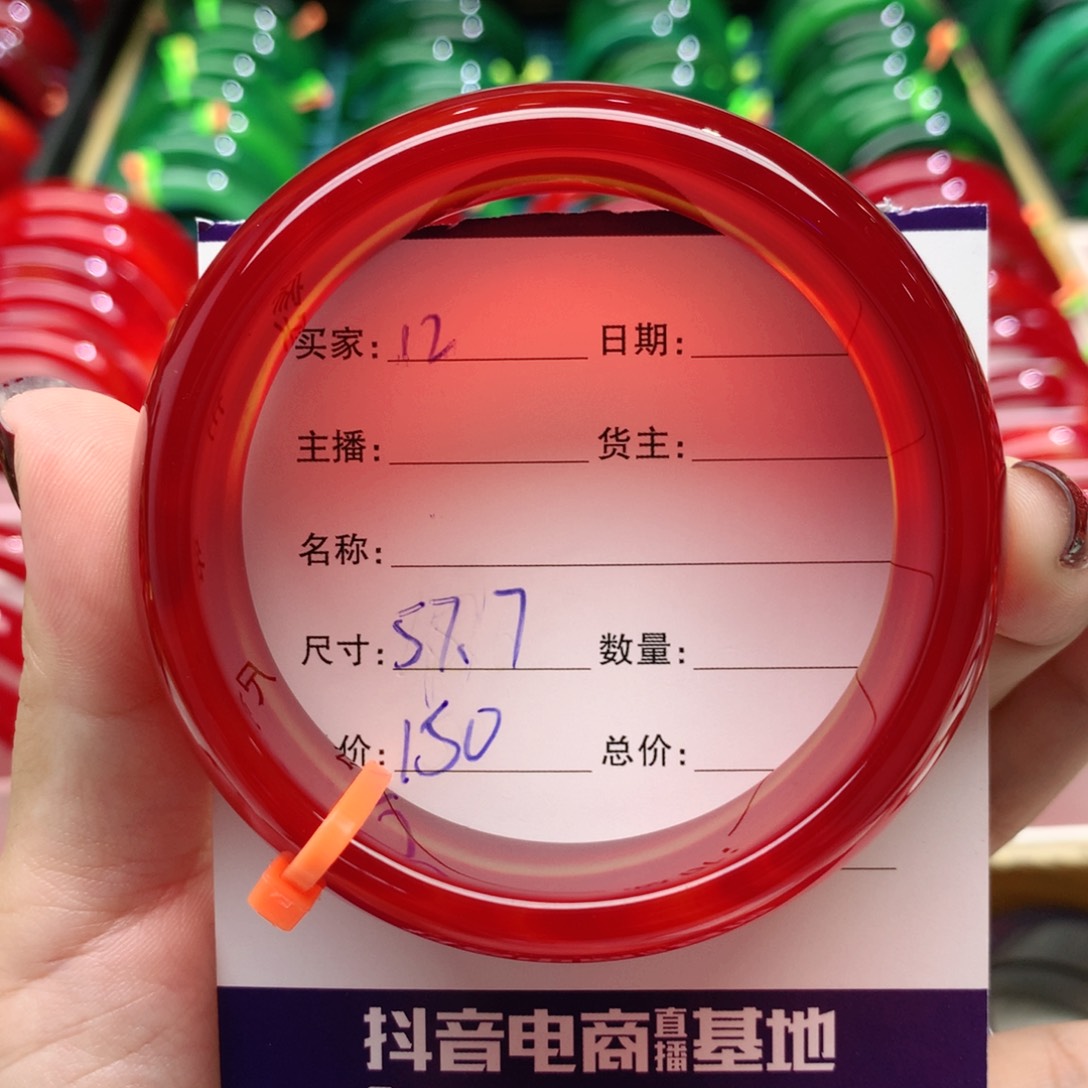 买家: 12 日期:
主播: 货主:
名称:
尺寸: 57.7 数量:
价: 150 总价:
抖音电商直播基地